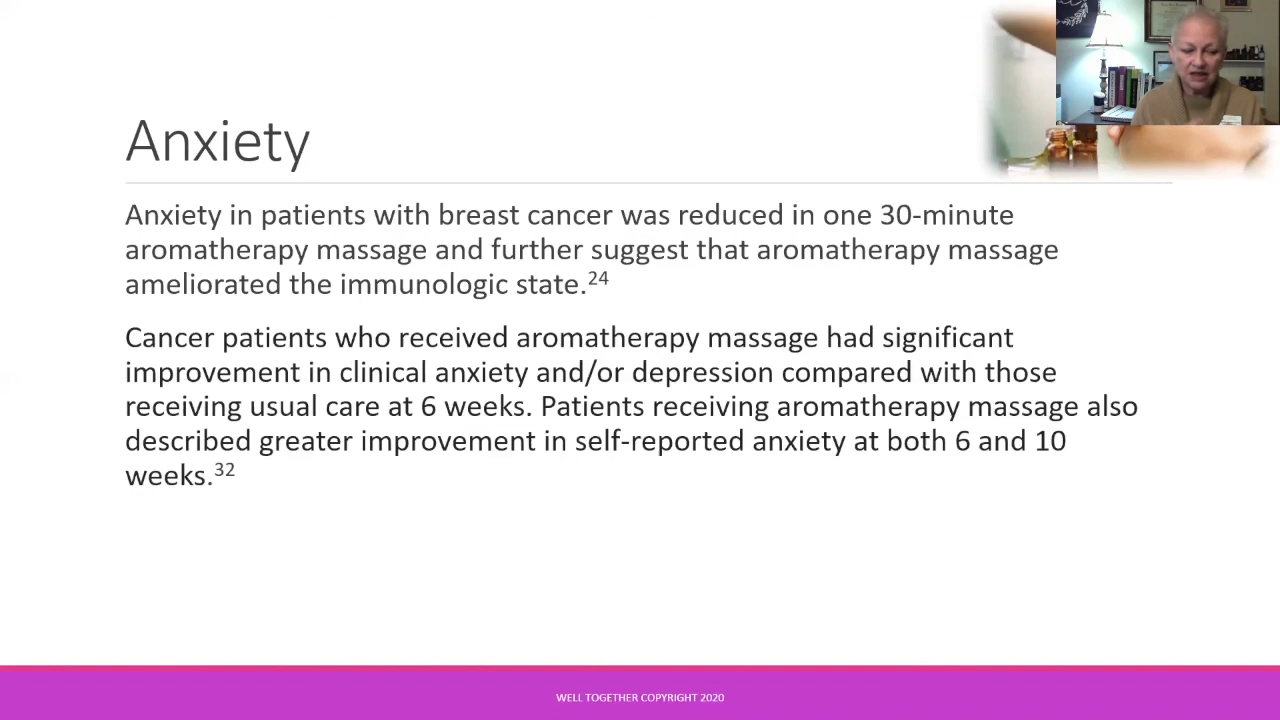 Anxiety
Anxiety in patients with breast cancer was reduced in one 30-minute
aromatherapy massage and further suggest that aromatherapy massage
ameliorated the immunologic state.24
Cancer patients who received aromatherapy massage had significant
improvement in clinical anxiety and/or depression compared with those
receiving usual care at 6 weeks. Patients receiving aromatherapy massage also
described greater improvement in self-reported anxiety at both 6 and 10
weeks.32
WELL TOGETHER COPYRIGHT 2020